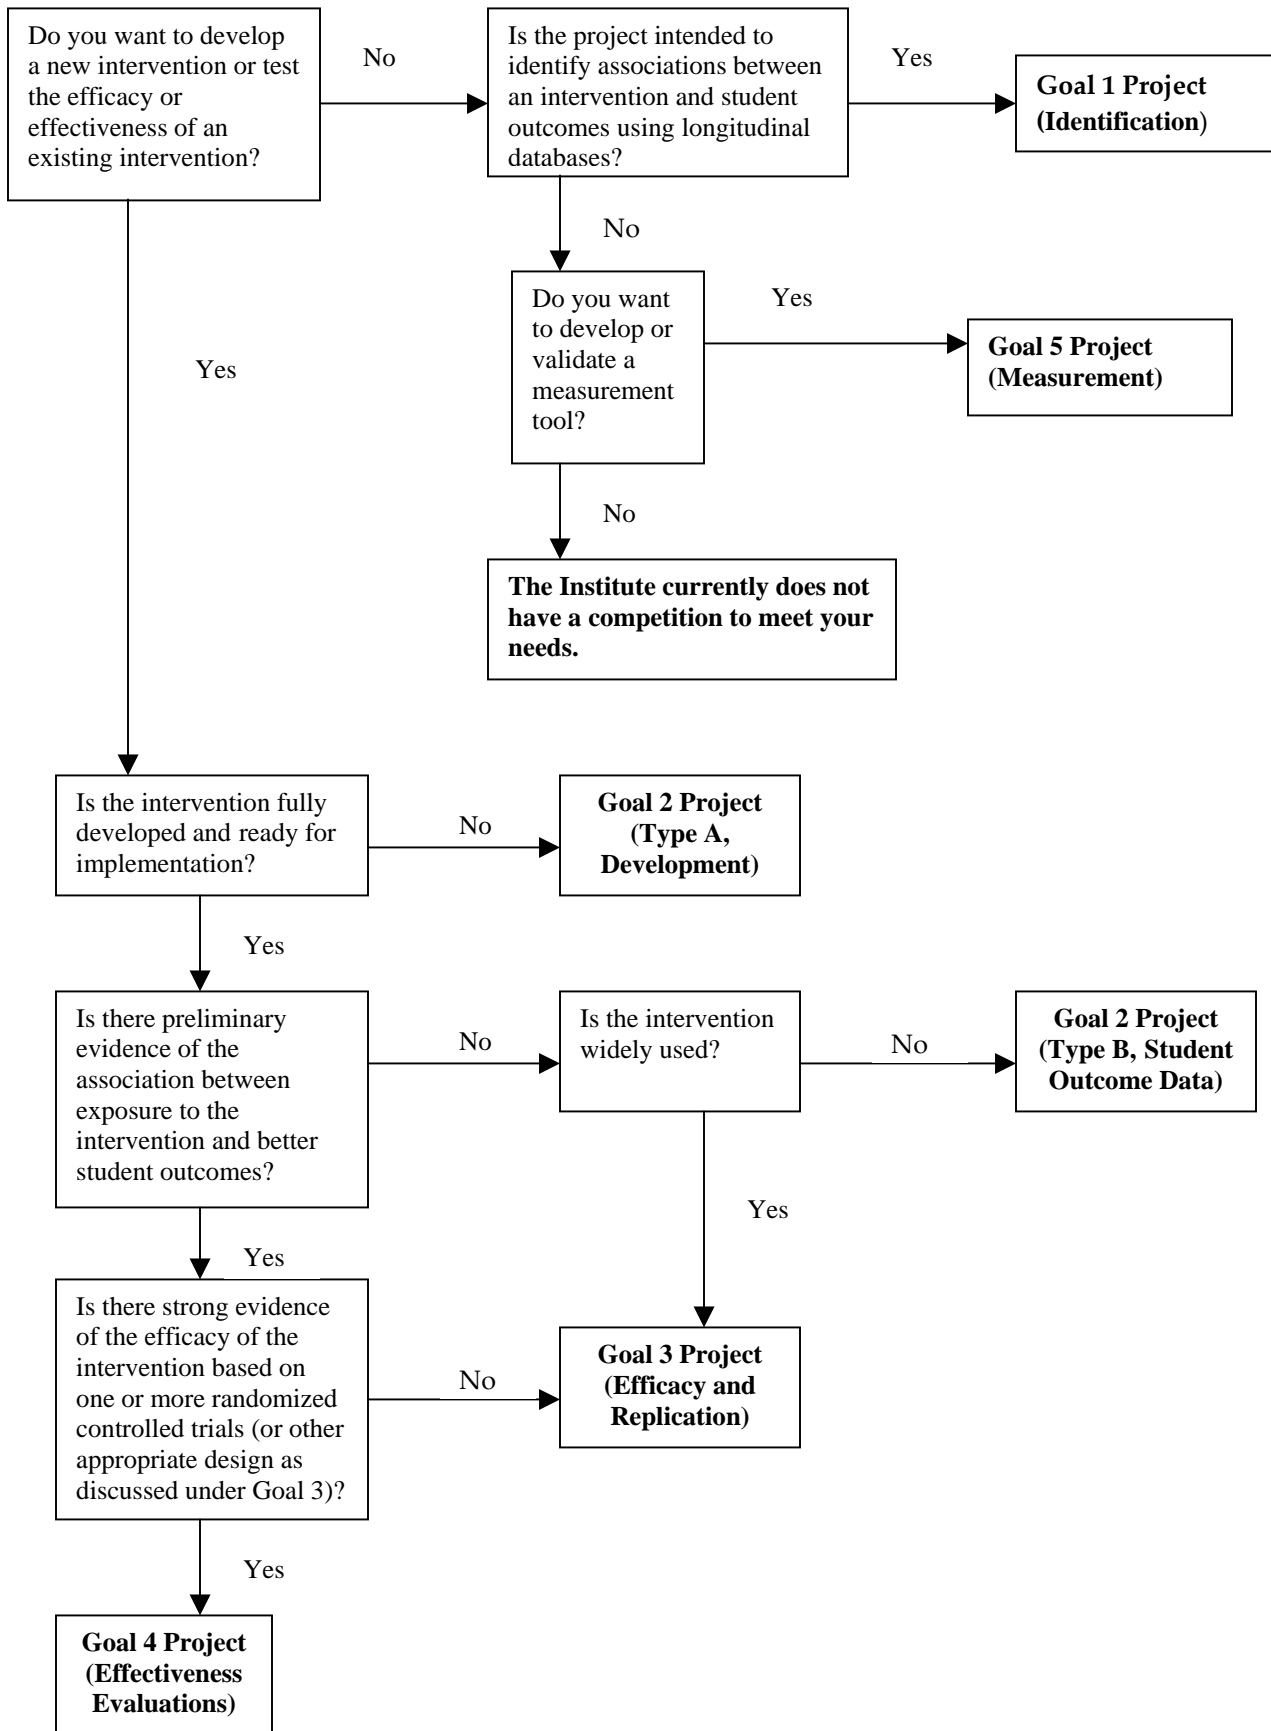 Do you want to develop
a new intervention or test
the efficacy or
effectiveness of an
existing intervention?
No
Is the project intended to
identify associations between
an intervention and student
outcomes using longitudinal
databases?
Yes
Goal 1 Project
(Identification)
No
Do you want
to develop or
validate a
measurement
tool?
Yes
Goal 5 Project
(Measurement)
Yes
No
The Institute currently does not
have a competition to meet your
needs.
Is the intervention fully
developed and ready for
implementation?
No
Goal 2 Project
(Type A,
Development)
Yes
Is there preliminary
evidence of the
association between
exposure to the
intervention and better
student outcomes?
No
Is the intervention
widely used?
No
Goal 2 Project
(Type B, Student
Outcome Data)
Yes
Yes
Is there strong evidence
of the efficacy of the
intervention based on
one or more randomized
controlled trials (or other
appropriate design as
discussed under Goal 3)?
No
Goal 3 Project
(Efficacy and
Replication)
Yes
Goal 4 Project
(Effectiveness
Evaluations)